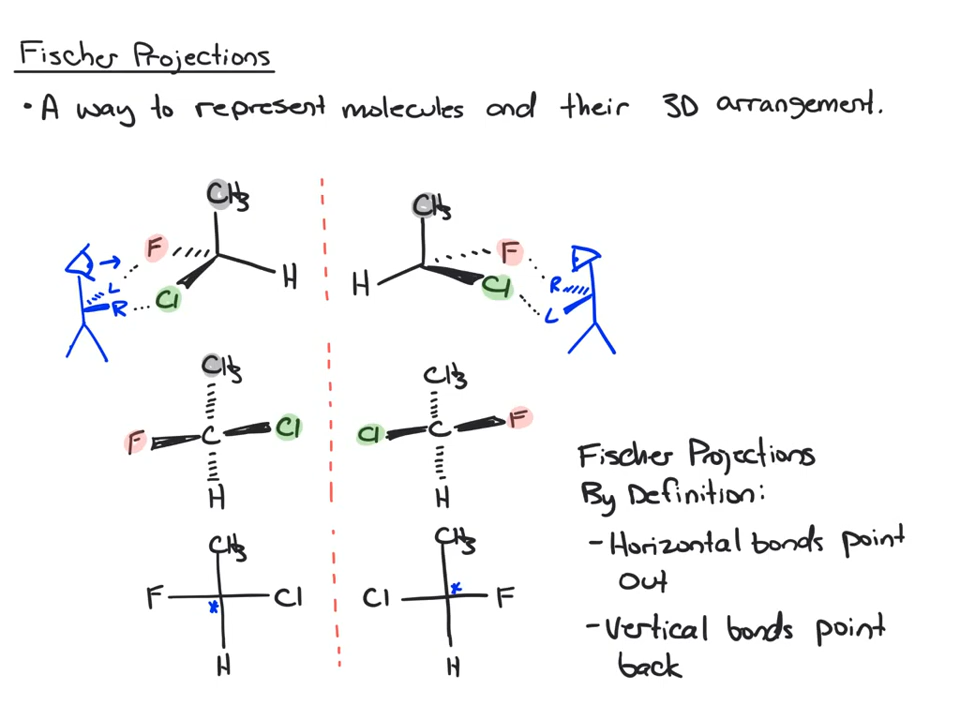 Fischer Projections
• A way to represent molecules and their 3D arrangement.
CH3
F
H
Cl
L
R
CH3
F
H
Cl
R
L
CH3
F C Cl
H
CH3
Cl C F
H
Fischer Projections
By Definition:
- Horizontal bonds point
out
- Vertical bonds point
back
CH3
F * Cl
H
CH3
Cl * F
H